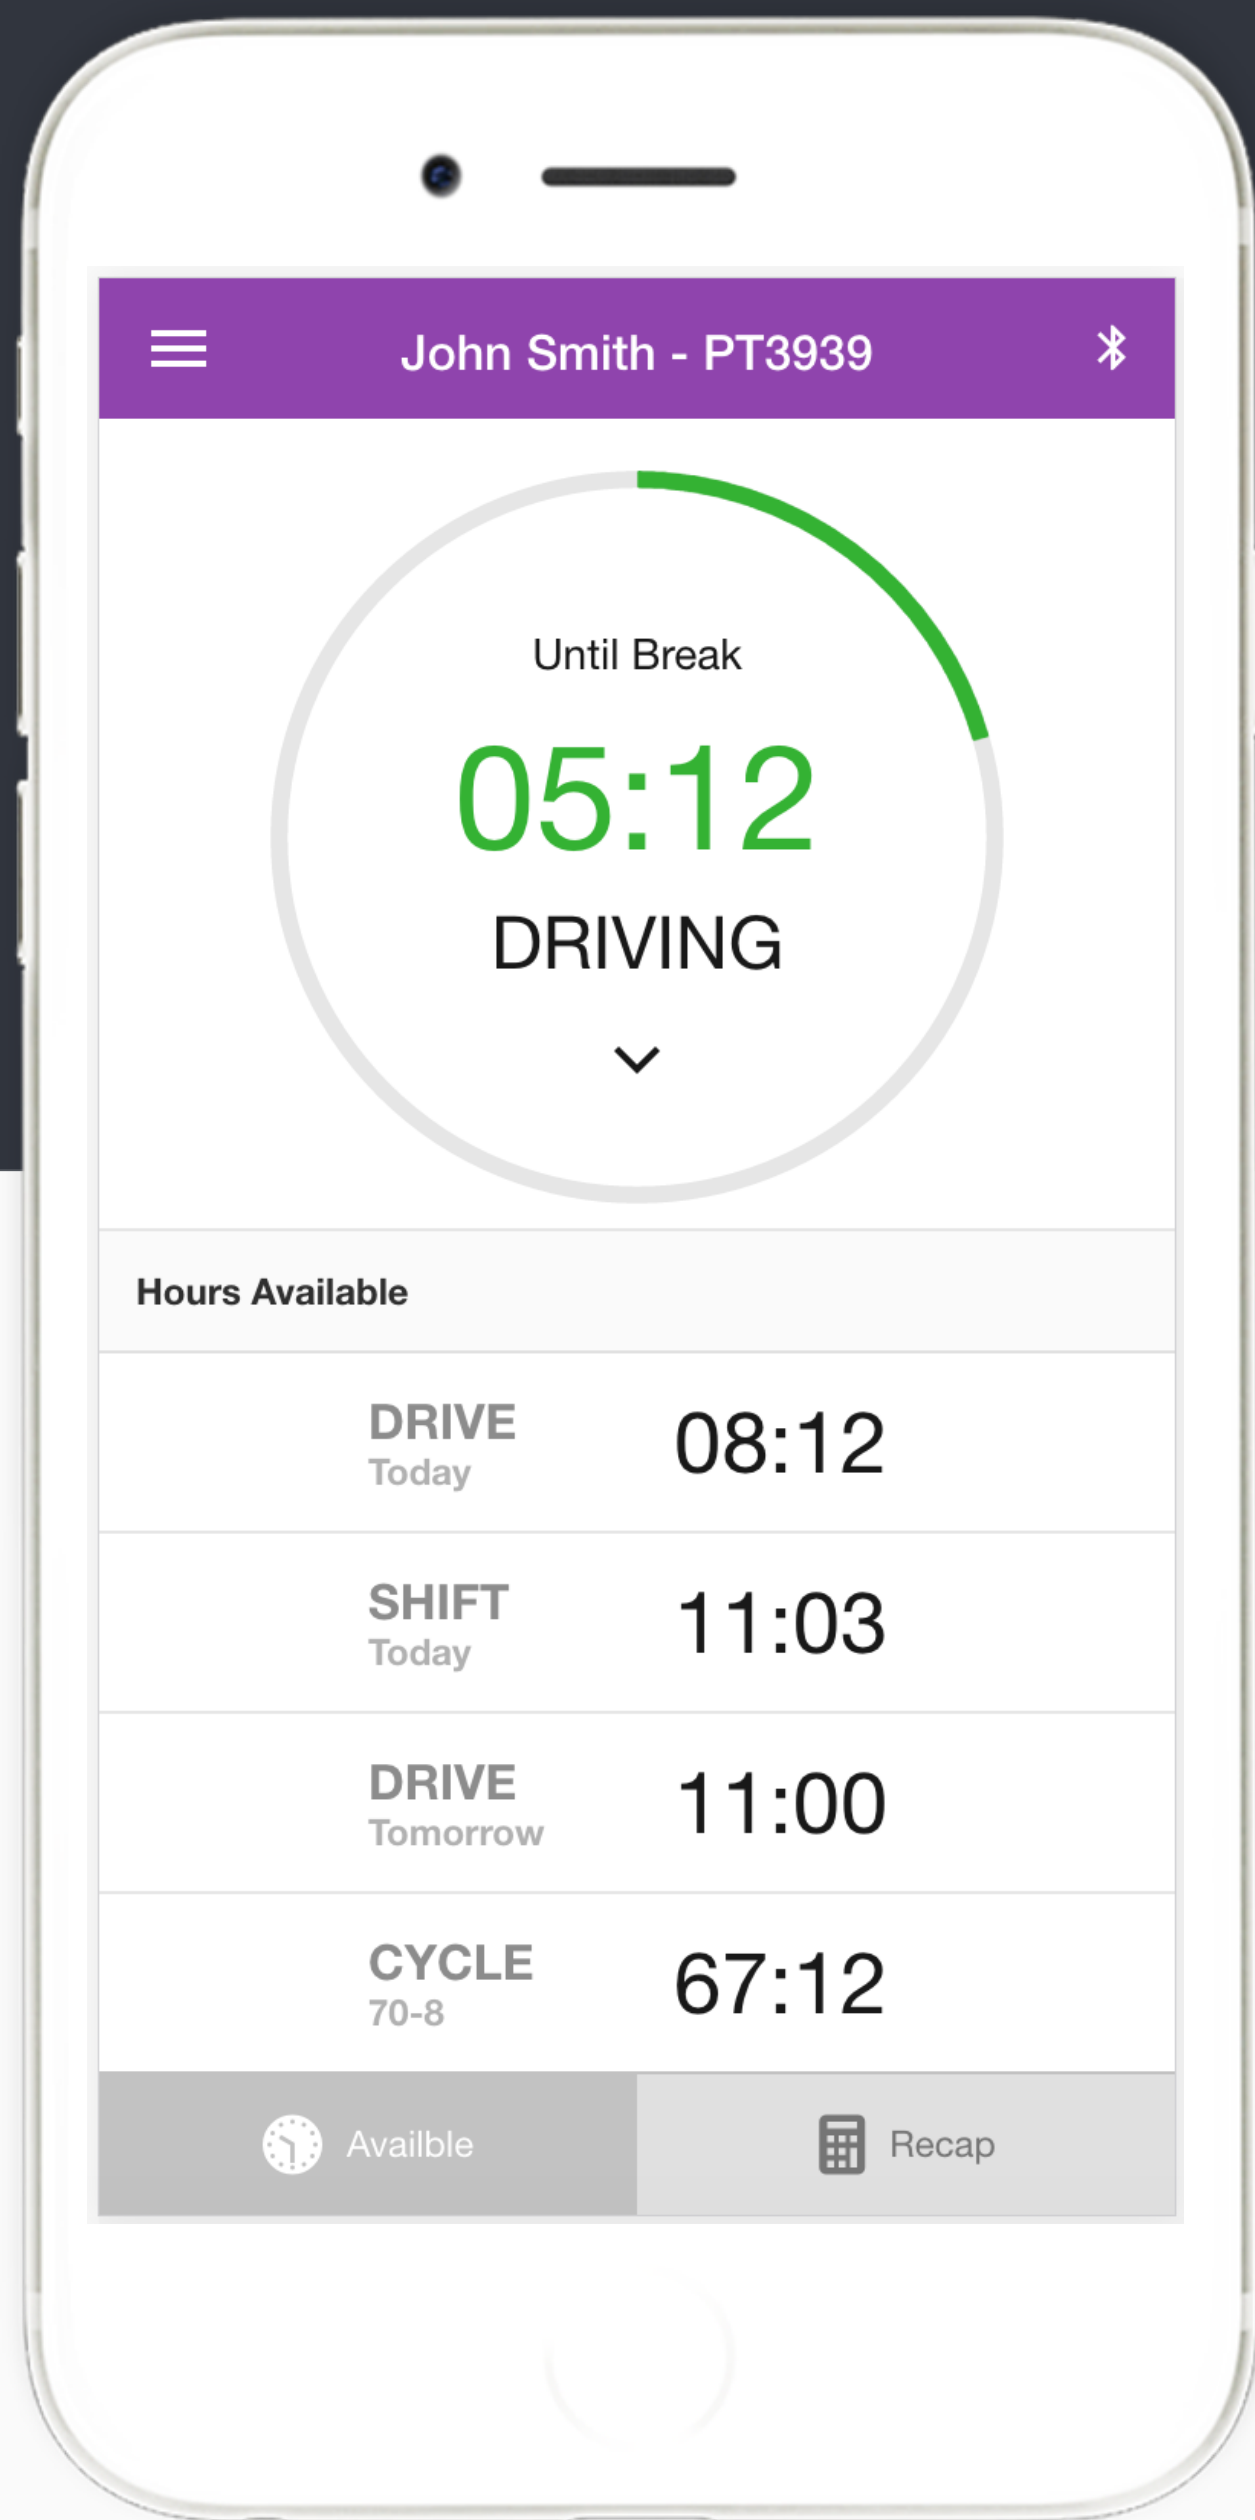 John Smith - PT3939
Until Break
05:12
DRIVING
Hours Available
DRIVE
Today
08:12
SHIFT
Today
11:03
DRIVE
Tomorrow
11:00
CYCLE
70-8
67:12
Availble
Recap